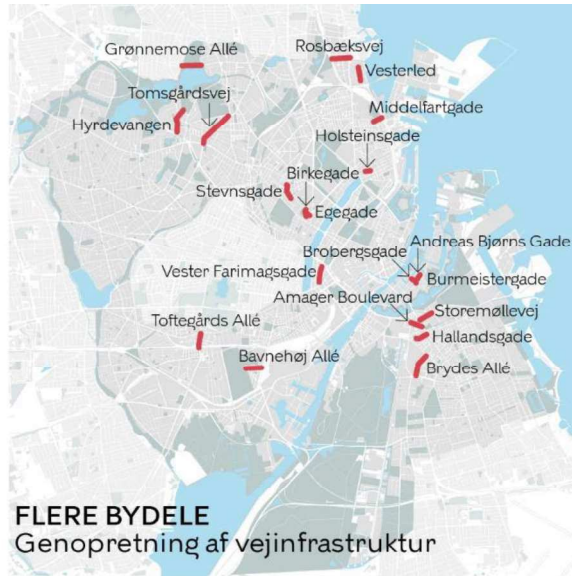 Grønnemose Allé
Rosbæksvej
Vesterled
Tomsgårdsvej
Middelfartgade
Hyrdevangen
Holsteinsgade
Birkegade
Stevnsgade
Egegade
Brobergsgade
Andreas Bjørns Gade
Vester Farimagsgade
Burmeistergade
Amager Boulevard
Storemøllevej
Toftegårds Allé
Hallandsgade
Bavnehøj Allé
Brydes Allé
FLERE BYDELE
Genopretning af vejinfrastruktur